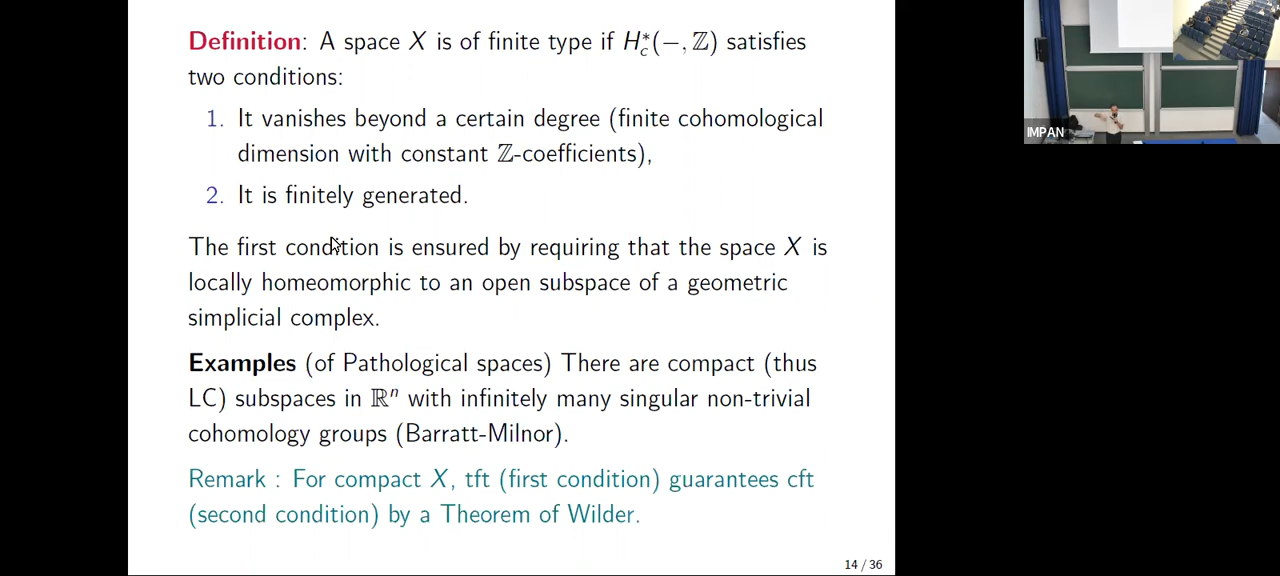 Definition: A space X is of finite type if H_c^*(−, ℤ) satisfies
two conditions:
1. It vanishes beyond a certain degree (finite cohomological
dimension with constant ℤ-coefficients),
2. It is finitely generated.
The first condition is ensured by requiring that the space X is
locally homeomorphic to an open subspace of a geometric
simplicial complex.
Examples (of Pathological spaces) There are compact (thus
LC) subspaces in ℝⁿ with infinitely many singular non-trivial
cohomology groups (Barratt-Milnor).
Remark : For compact X, tft (first condition) guarantees cft
(second condition) by a Theorem of Wilder.
14 / 36
IMPAN